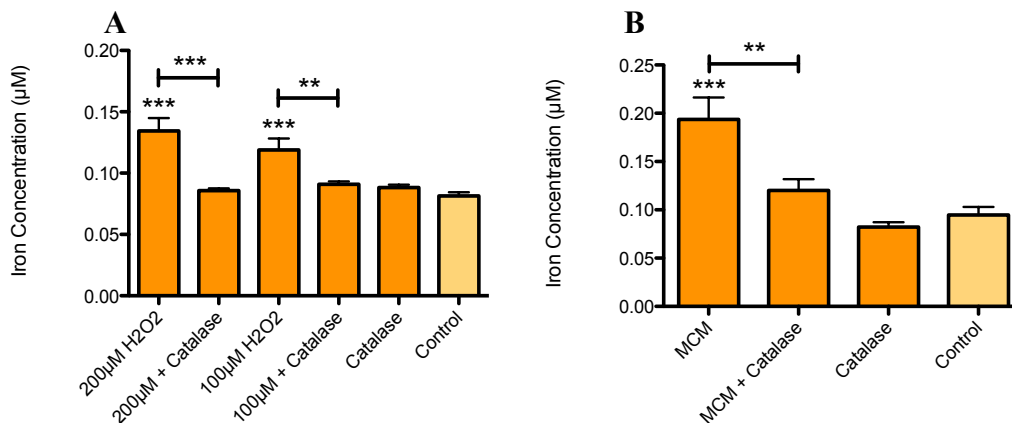 A
Iron Concentration (µM)
0.20
0.15
0.10
0.05
0.00
***
***
***
**
200µM H2O2
200µM + Catalase
100µM H2O2
100µM + Catalase
Catalase
Control
B
Iron Concentration (µM)
0.25
0.20
0.15
0.10
0.05
0.00
**
***
MCM
MCM + Catalase
Catalase
Control